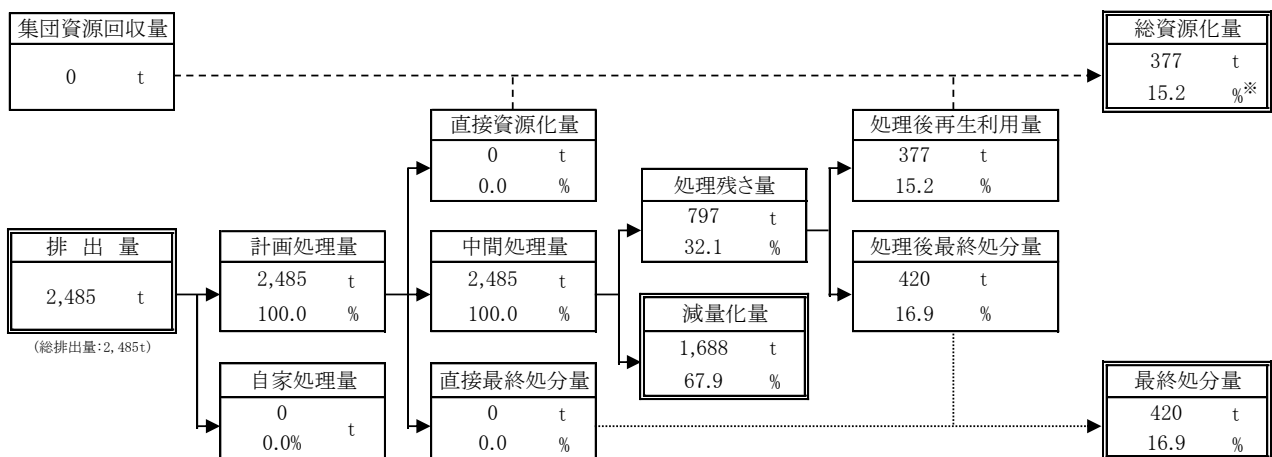 集団資源回収量
0 t
総資源化量
377 t
15.2 %※
直接資源化量
0 t
0.0 %
処理後再生利用量
377 t
15.2 %
処理残さ量
797 t
32.1 %
排 出 量
2,485 t
(総排出量:2,485t)
計画処理量
2,485 t
100.0 %
中間処理量
2,485 t
100.0 %
処理後最終処分量
420 t
16.9 %
減量化量
1,688 t
67.9 %
自家処理量
0
0.0% t
直接最終処分量
0 t
0.0 %
最終処分量
420 t
16.9 %